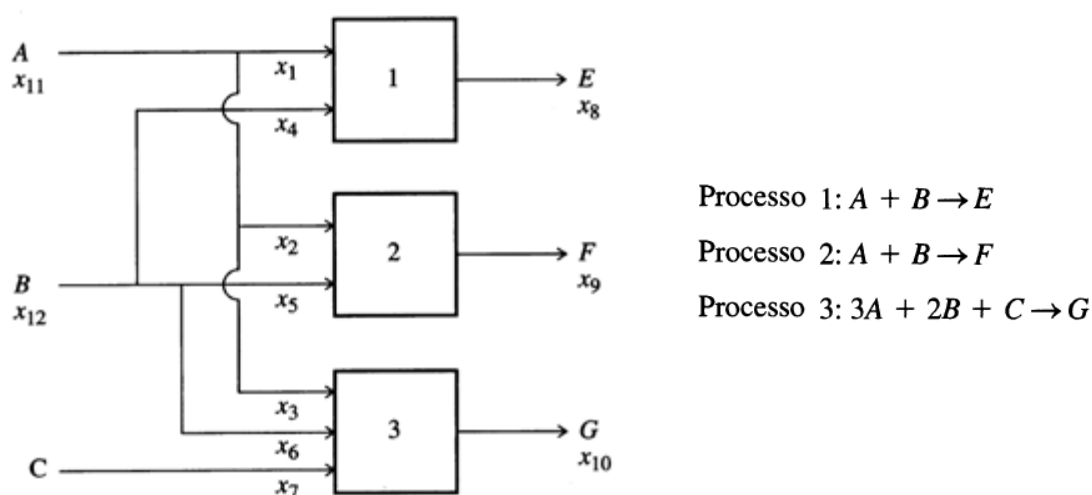 A
x₁₁
x₁
x₄
1
E
x₈
x₂
x₅
2
F
x₉
B
x₁₂
x₃
x₆
x₇
3
G
x₁₀
C
Processo 1: A + B → E
Processo 2: A + B → F
Processo 3: 3A + 2B + C → G